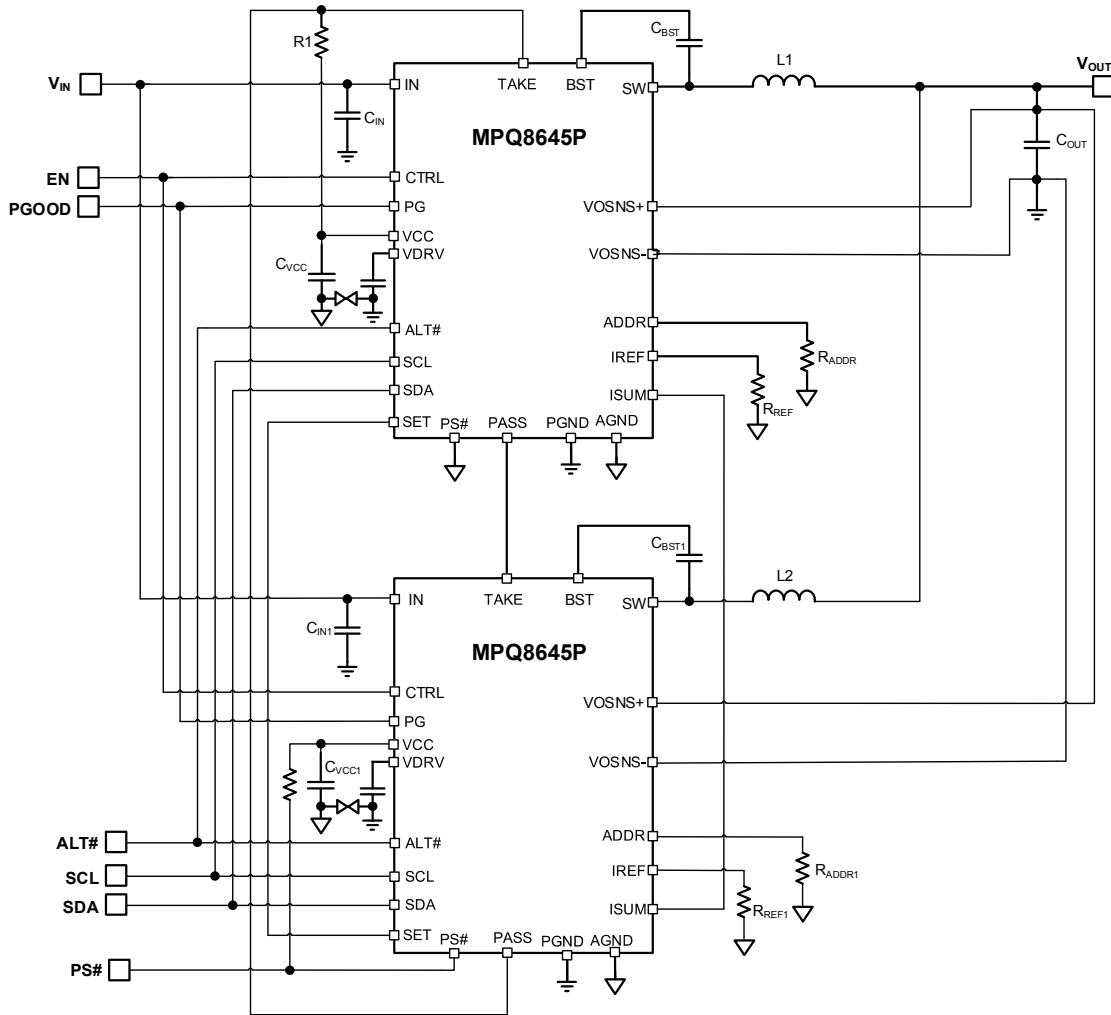 R1
CBST
L1
VIN
VOUT
IN
TAKE
BST
SW
CIN
MPQ8645P
COUT
EN
CTRL
PGOOD
PG
VOSNS+
VCC
VDRV
VOSNS-
CVCC
ADDR
ALT#
IREF
RADDR
SCL
SDA
ISUM
RREF
SET
PS#
PASS
PGND
AGND
CBST1
L2
IN
TAKE
BST
SW
CIN1
MPQ8645P
CTRL
VOSNS+
PG
VCC
VDRV
VOSNS-
CVCC1
ADDR
ALT#
ALT#
IREF
RADDR1
SCL
SCL
SDA
SDA
ISUM
RREF1
SET
PS#
PASS
PGND
AGND
PS#